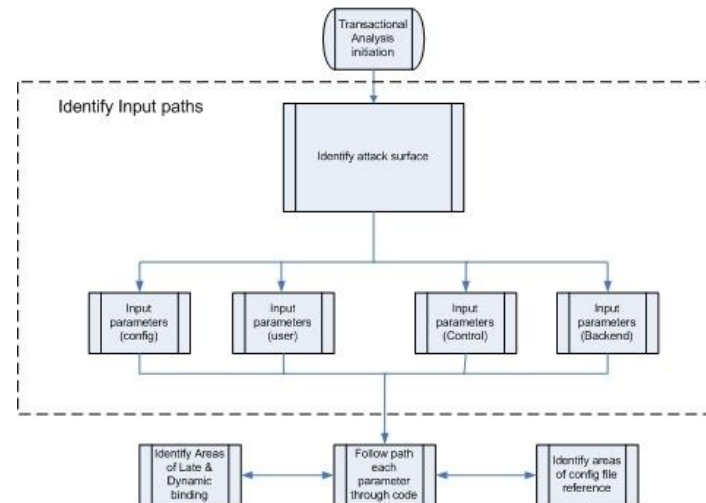 Transactional
Analysis
initiation
Identify Input paths
Identify attack surface
Input
parameters
(config)
Input
parameters
(user)
Input
parameters
(Control)
Input
parameters
(Backend)
Identify Areas
of Late &
Dynamic
binding
Follow path
each
parameter
through code
Identify areas
of config file
reference